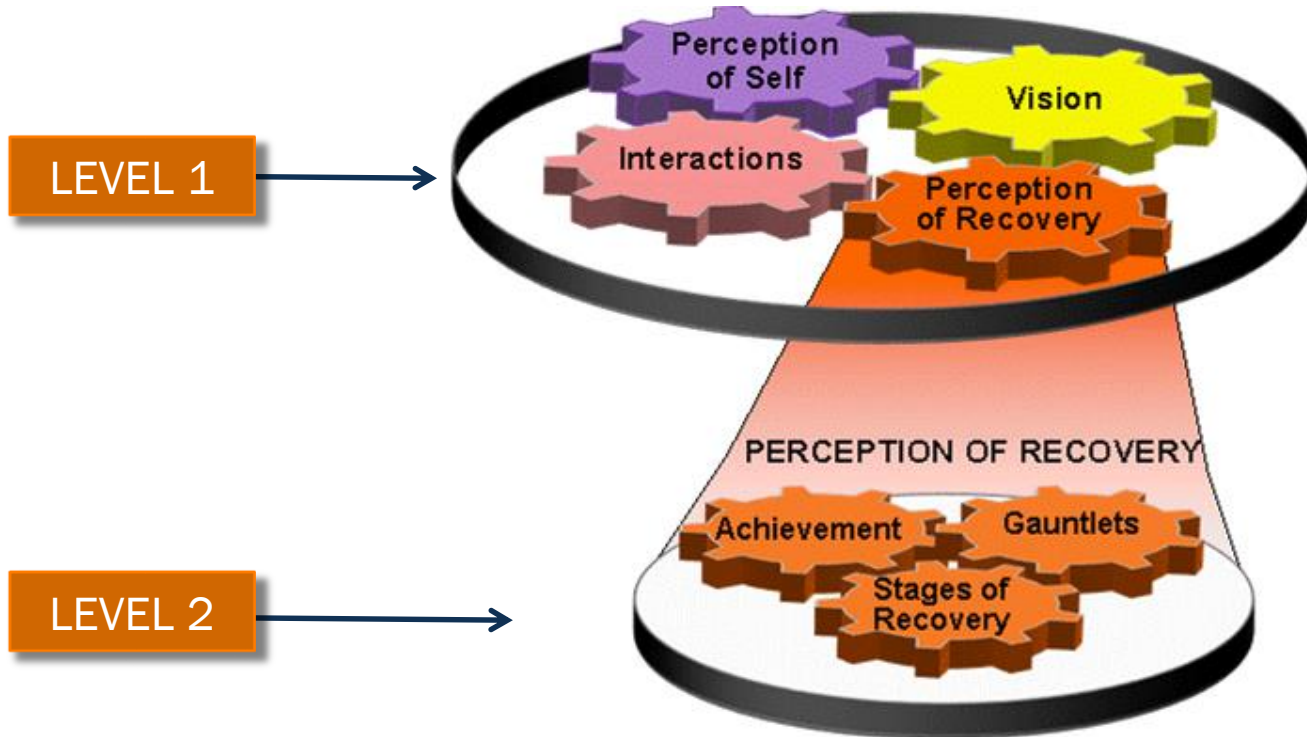 Perception
of Self
Vision
LEVEL 1
Interactions
Perception
of Recovery
PERCEPTION OF RECOVERY
Achievement
Gauntlets
LEVEL 2
Stages of
Recovery